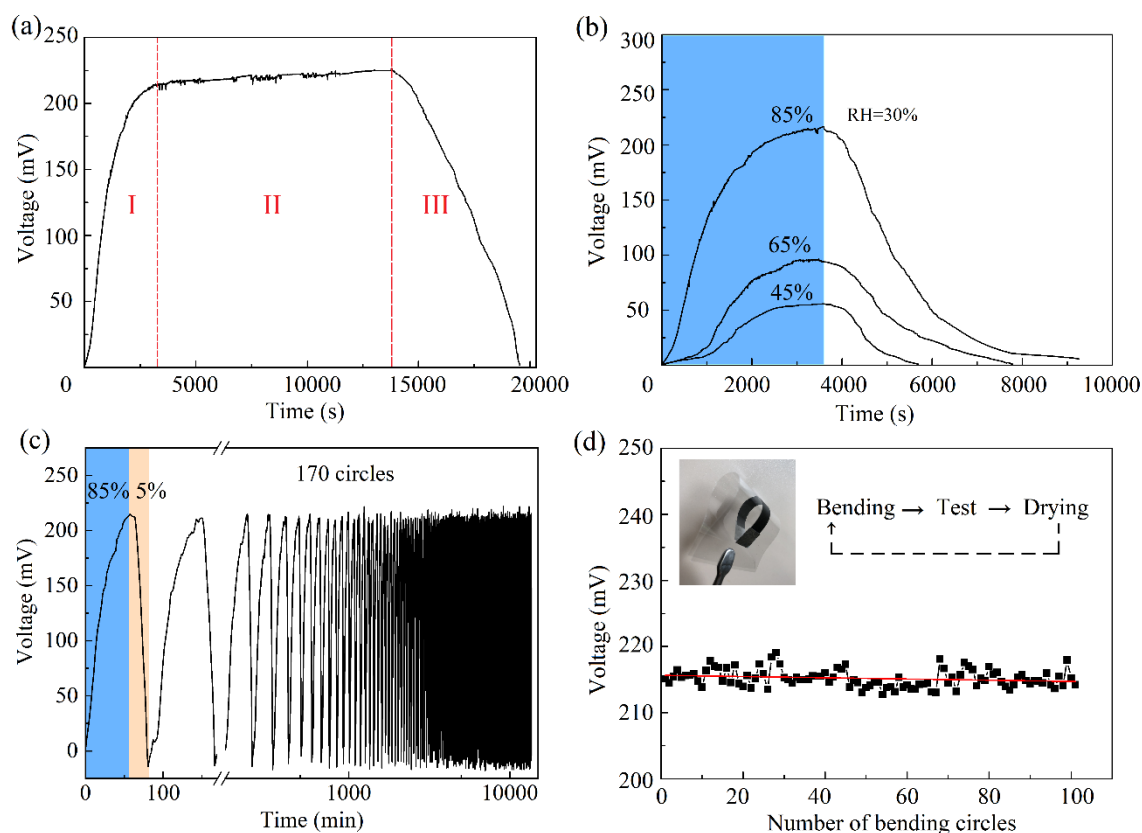 (a)
250
200
150
100
50
0
Voltage (mV)
I
II
III
5000
10000
15000
20000
Time (s)
(b)
300
250
200
150
100
50
0
Voltage (mV)
85%
RH=30%
65%
45%
2000
4000
6000
8000
10000
Time (s)
(c)
250
200
150
100
50
0
Voltage (mV)
85%
5%
170 circles
0
100
1000
10000
Time (min)
(d)
250
240
230
220
210
200
Voltage (mV)
Bending → Test → Drying
0
20
40
60
80
100
Number of bending circles